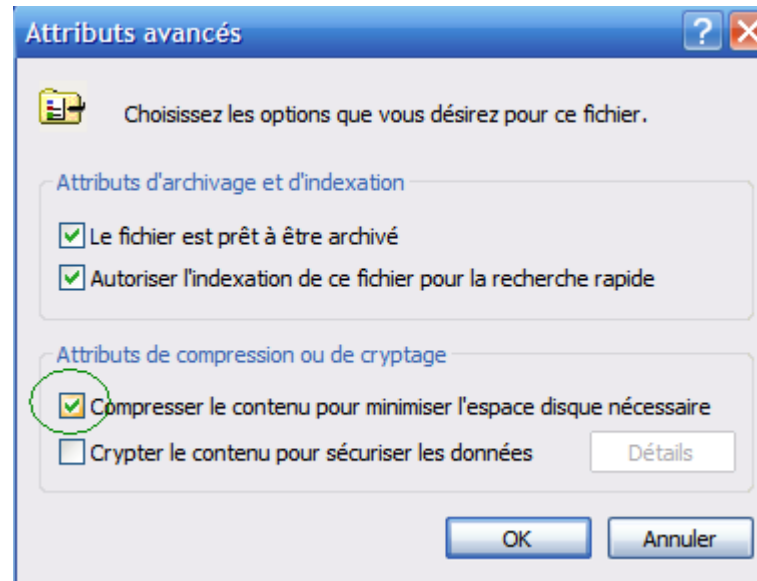 Attributs avancés
Choisissez les options que vous désirez pour ce fichier.
Attributs d'archivage et d'indexation
Le fichier est prêt à être archivé
Autoriser l'indexation de ce fichier pour la recherche rapide
Attributs de compression ou de cryptage
Compresser le contenu pour minimiser l'espace disque nécessaire
Crypter le contenu pour sécuriser les données
Détails
OK
Annuler